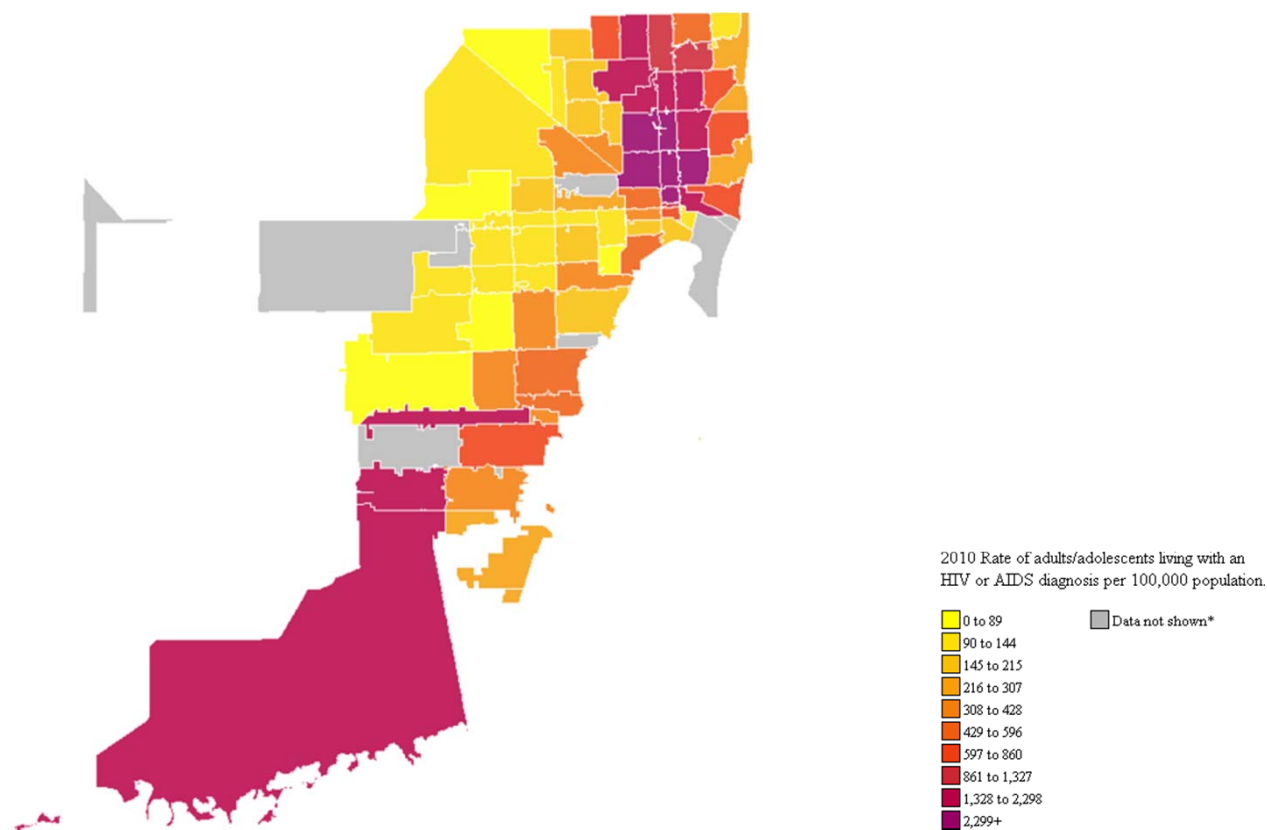 2010 Rate of adults/adolescents living with an
HIV or AIDS diagnosis per 100,000 population.
0 to 89
Data not shown*
90 to 144
145 to 215
216 to 307
308 to 428
429 to 596
597 to 860
861 to 1,327
1,328 to 2,298
2,299+